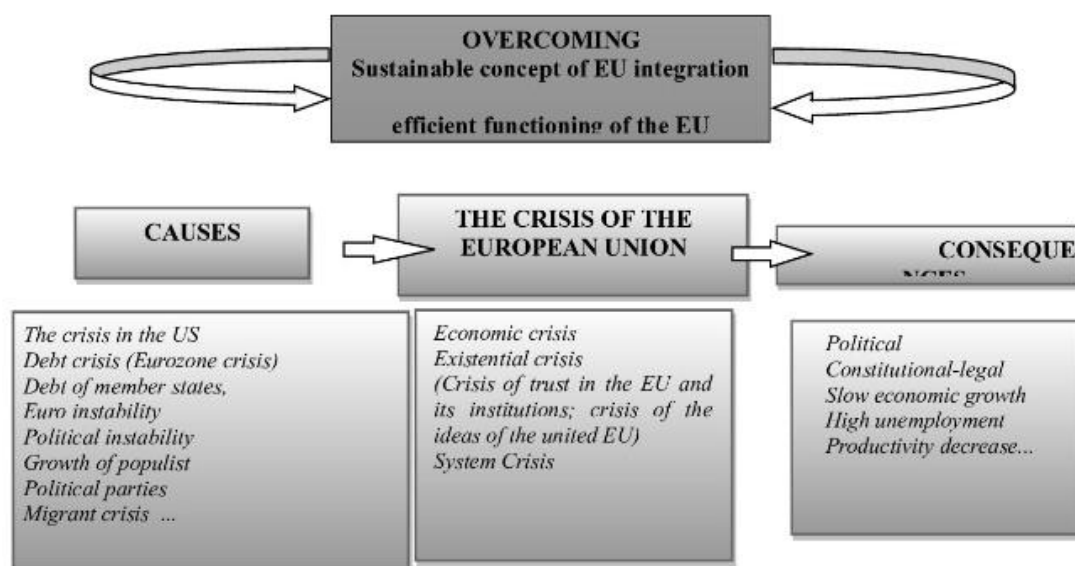 OVERCOMING
Sustainable concept of EU integration
efficient functioning of the EU
CAUSES
THE CRISIS OF THE
EUROPEAN UNION
CONSEQUE
NCES
The crisis in the US
Debt crisis (Eurozone crisis)
Debt of member states,
Euro instability
Political instability
Growth of populist
Political parties
Migrant crisis ...
Economic crisis
Existential crisis
(Crisis of trust in the EU and
its institutions; crisis of the
ideas of the united EU)
System Crisis
Political
Constitutional-legal
Slow economic growth
High unemployment
Productivity decrease...